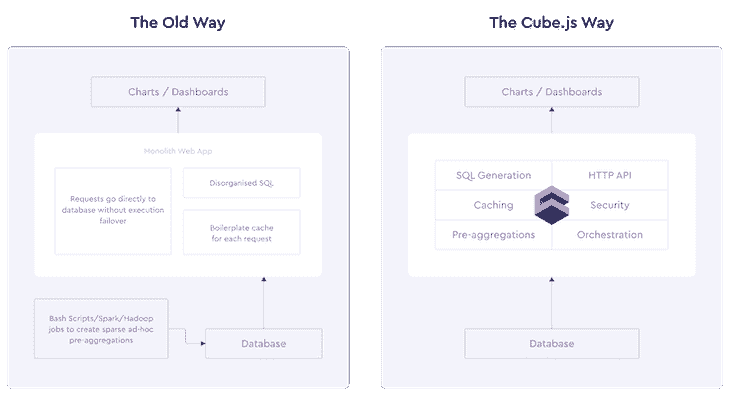 The Old Way
Charts / Dashboards
Monolith Web App
Requests go directly to
database without execution
failover
Disorganised SQL
Boilerplate cache
for each request
Bash Scripts/Spark/Hadoop
jobs to create sparse ad-hoc
pre-aggregations
Database
The Cube.js Way
Charts / Dashboards
SQL Generation
HTTP API
Caching
Security
Pre-aggregations
Orchestration
Database